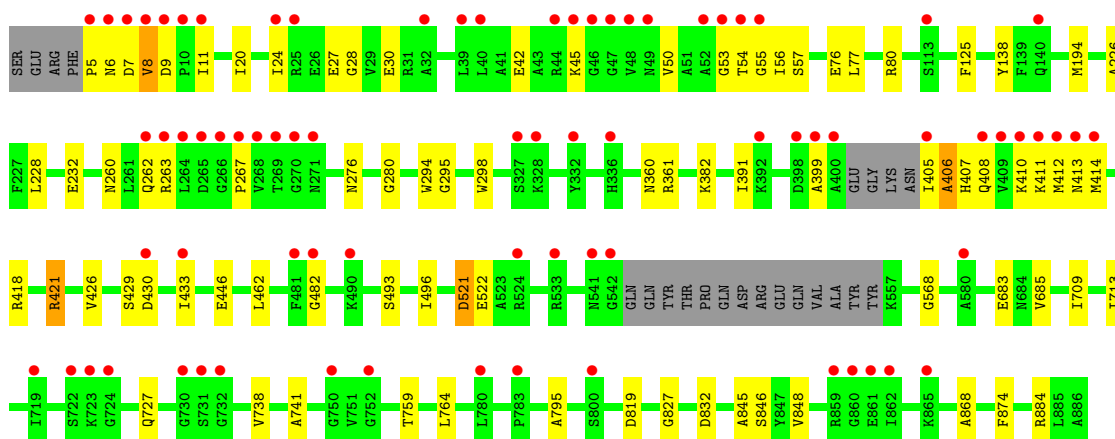 SER GLU ARG PHE P5 N6 D7 V8 D9 P10 I11 I20 I24 R25 E26 E27 G28 V29 E30 R31 A32 L39 L40 A41 E42 A43 R44 K45 G46 G47 V48 N49 V50 A51 A52 G53 T54 G55 I56 S57 E76 L77 R80 S113 F125 Y138 F139 Q140 M194 A226
F227 L228 E232 N260 L261 Q262 R263 L264 D265 G266 P267 V268 T269 G270 N271 N276 G280 W294 G295 W298 S327 K328 Y332 H336 N360 R361 K382 I391 K392 D398 A399 A400 GLU GLY LYS ASN I405 A406 H407 Q408 V409 K410 K411 M412 N413 M414
R418 R421 V426 S429 D430 I433 E446 L462 F481 G482 K490 S493 I496 D521 E522 A523 R524 R533 N541 G542 GLN GLN TYR THR PRO GLN ASP ARG GLU GLN VAL ALA TYR TYR K557 G568 A580 E683 N684 V685 I709 I713
I719 S722 K723 G724 Q727 G730 S731 G732 V738 A741 G750 V751 G752 T759 L764 L780 P783 A795 S800 D819 G827 D832 A845 S846 Y847 V848 R859 G860 E861 I862 K865 A868 F874 R884 L885 A886